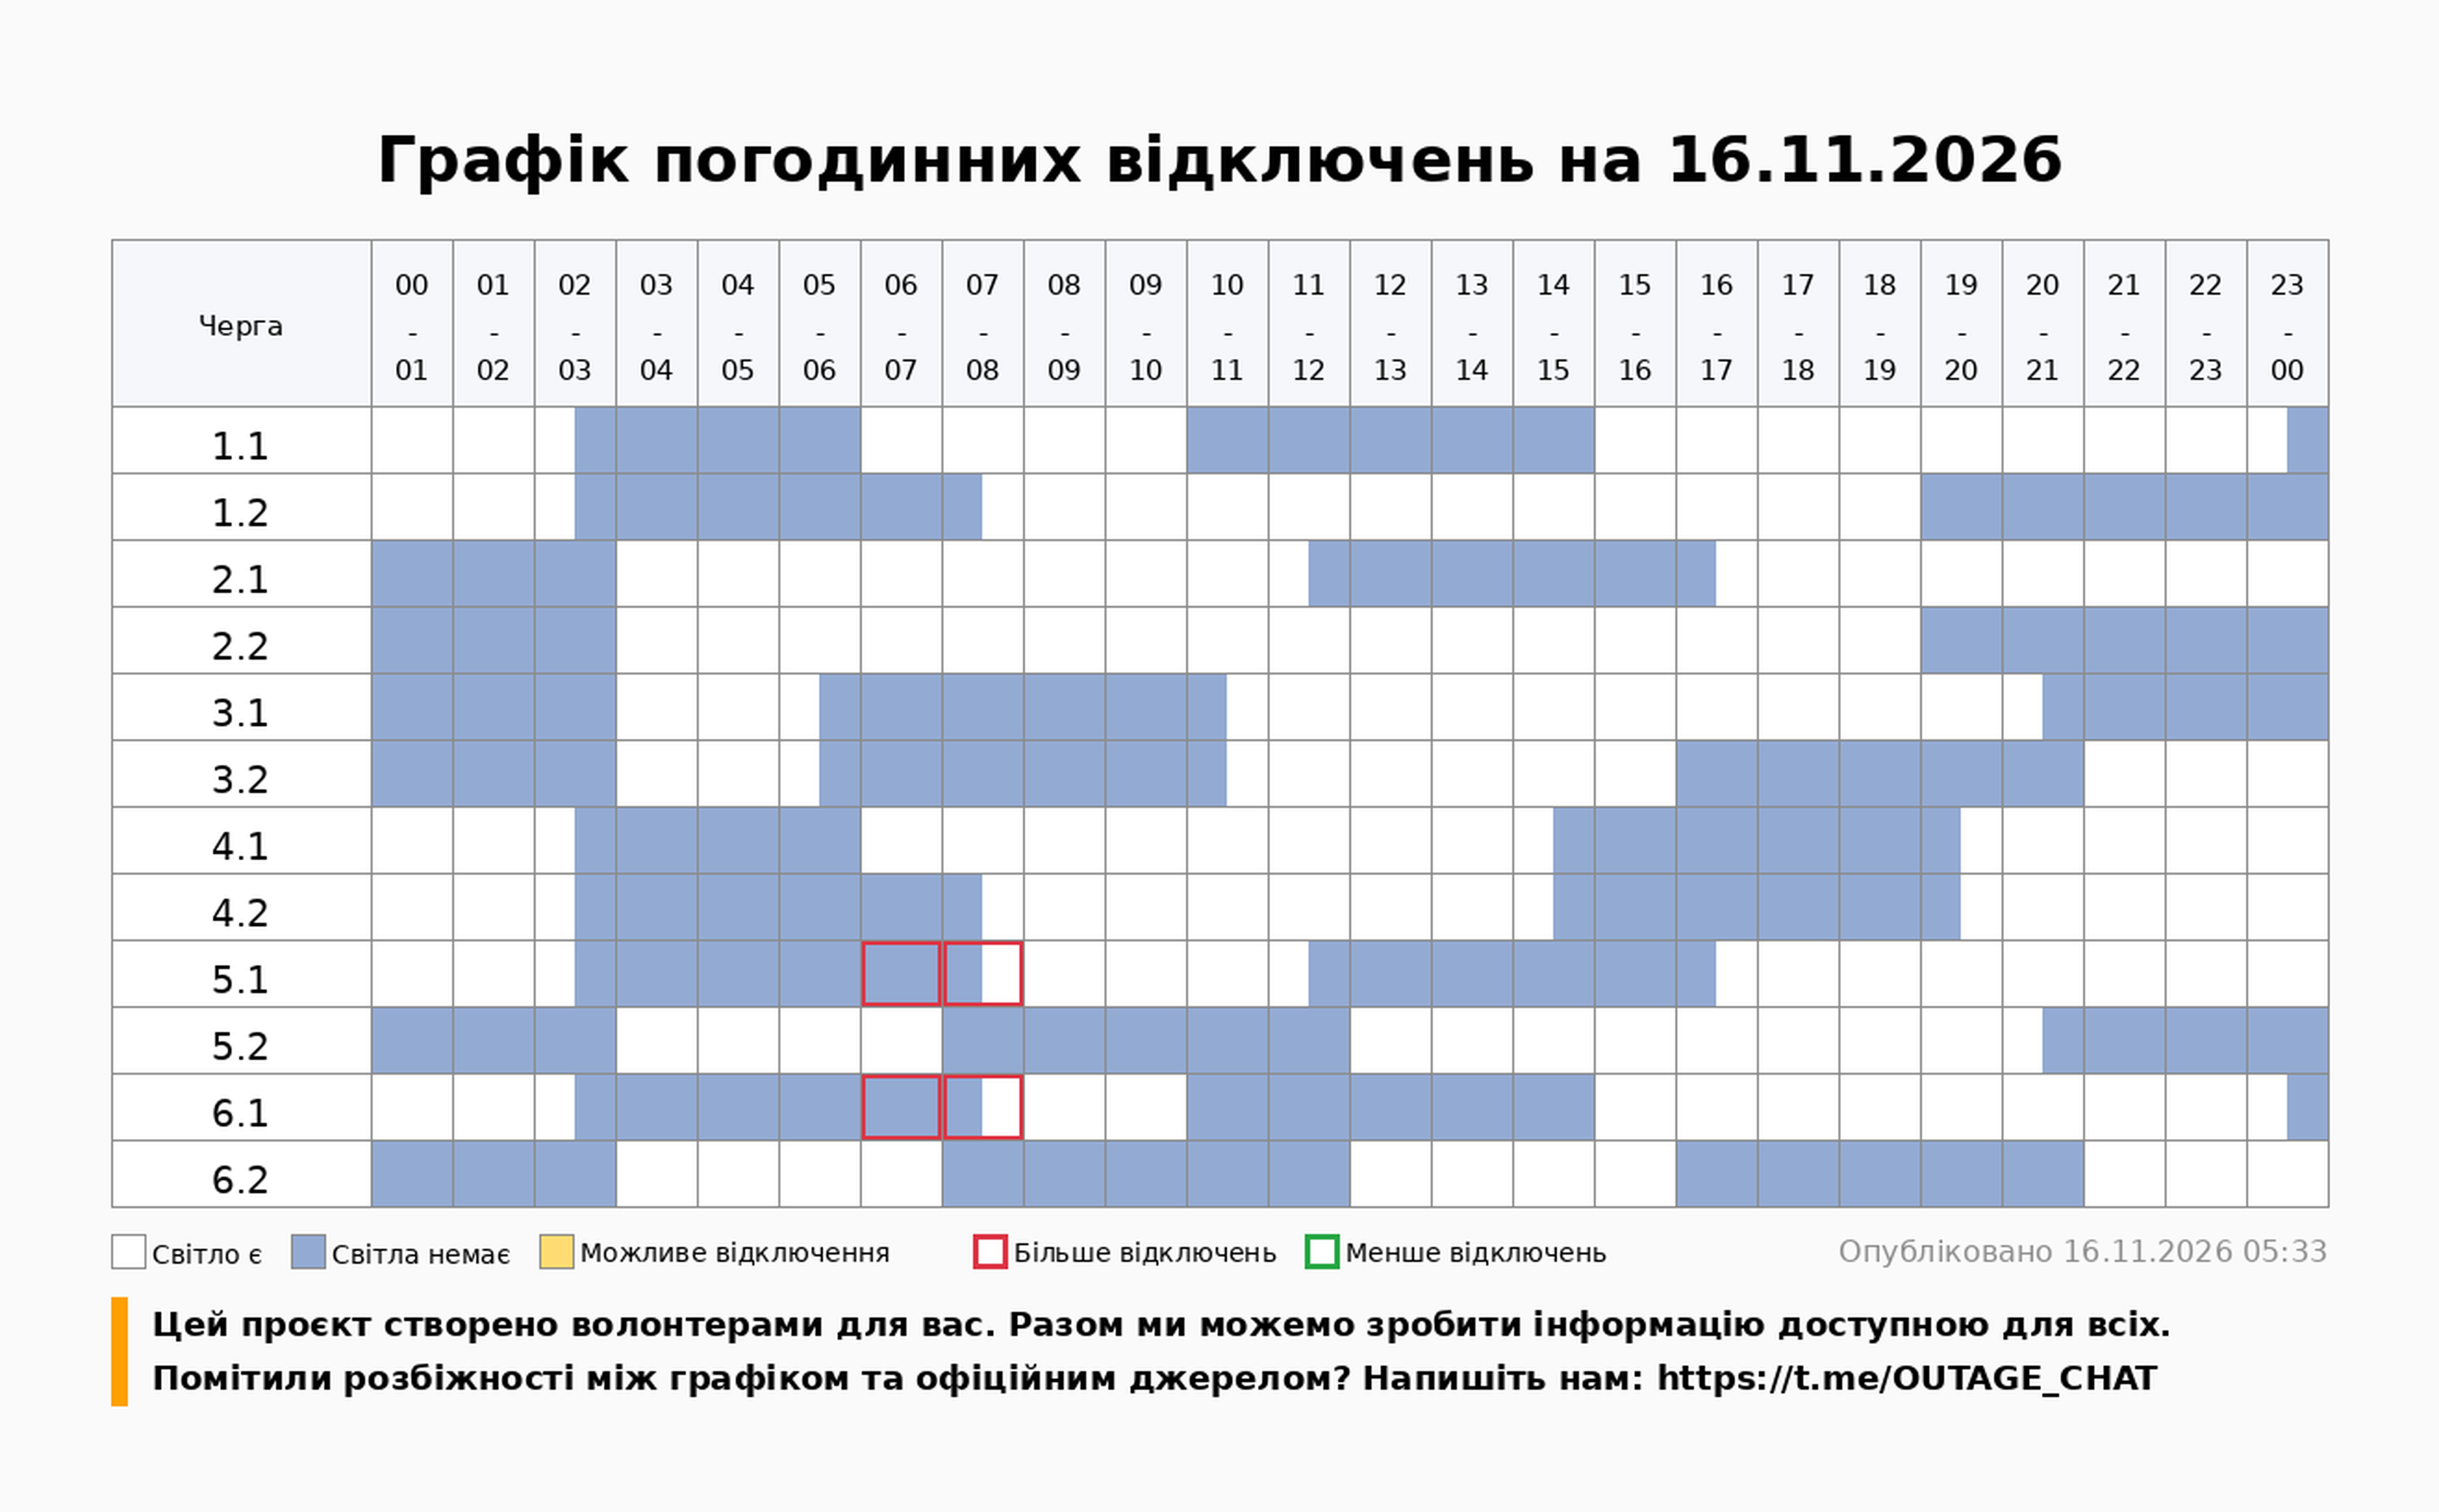 Графік погодинних відключень на 16.11.2026
Черга 00 - 01 01 - 02 02 - 03 03 - 04 04 - 05 05 - 06 06 - 07 07 - 08 08 - 09 09 - 10 10 - 11 11 - 12 12 - 13 13 - 14 14 - 15 15 - 16 16 - 17 17 - 18 18 - 19 19 - 20 20 - 21 21 - 22 22 - 23 23 - 00
1.1
1.2
2.1
2.2
3.1
3.2
4.1
4.2
5.1
5.2
6.1
6.2
Світло є Світла немає Можливе відключення Більше відключень Менше відключень Опубліковано 16.11.2026 05:33
Цей проєкт створено волонтерами для вас. Разом ми можемо зробити інформацію доступною для всіх.
Помітили розбіжності між графіком та офіційним джерелом? Напишіть нам: https://t.me/OUTAGE_CHAT